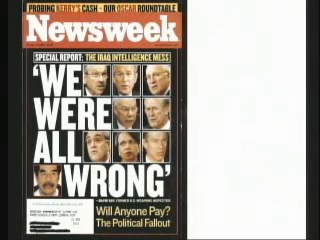 PROBING KERRY'S CASH - OUR OSCAR ROUNDTABLE
Newsweek
SPECIAL REPORT: THE IRAQ INTELLIGENCE MESS
'WE
WERE
ALL
WRONG'
Will Anyone Pay?
The Political Fallout